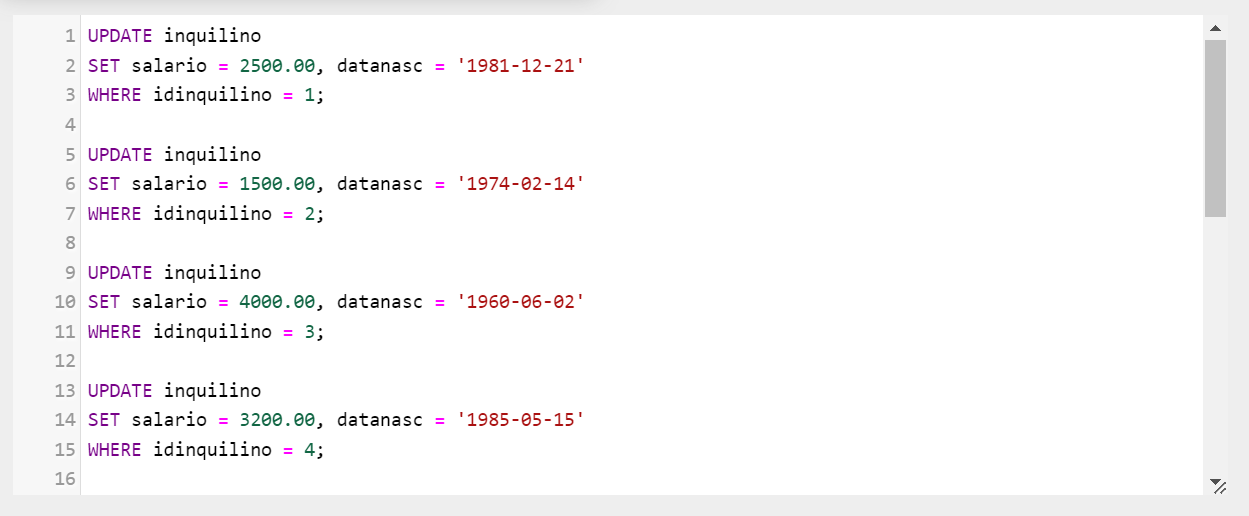 1 UPDATE inquilino
2 SET salario = 2500.00, datanasc = '1981-12-21'
3 WHERE idinquilino = 1;
4
5 UPDATE inquilino
6 SET salario = 1500.00, datanasc = '1974-02-14'
7 WHERE idinquilino = 2;
8
9 UPDATE inquilino
10 SET salario = 4000.00, datanasc = '1960-06-02'
11 WHERE idinquilino = 3;
12
13 UPDATE inquilino
14 SET salario = 3200.00, datanasc = '1985-05-15'
15 WHERE idinquilino = 4;
16